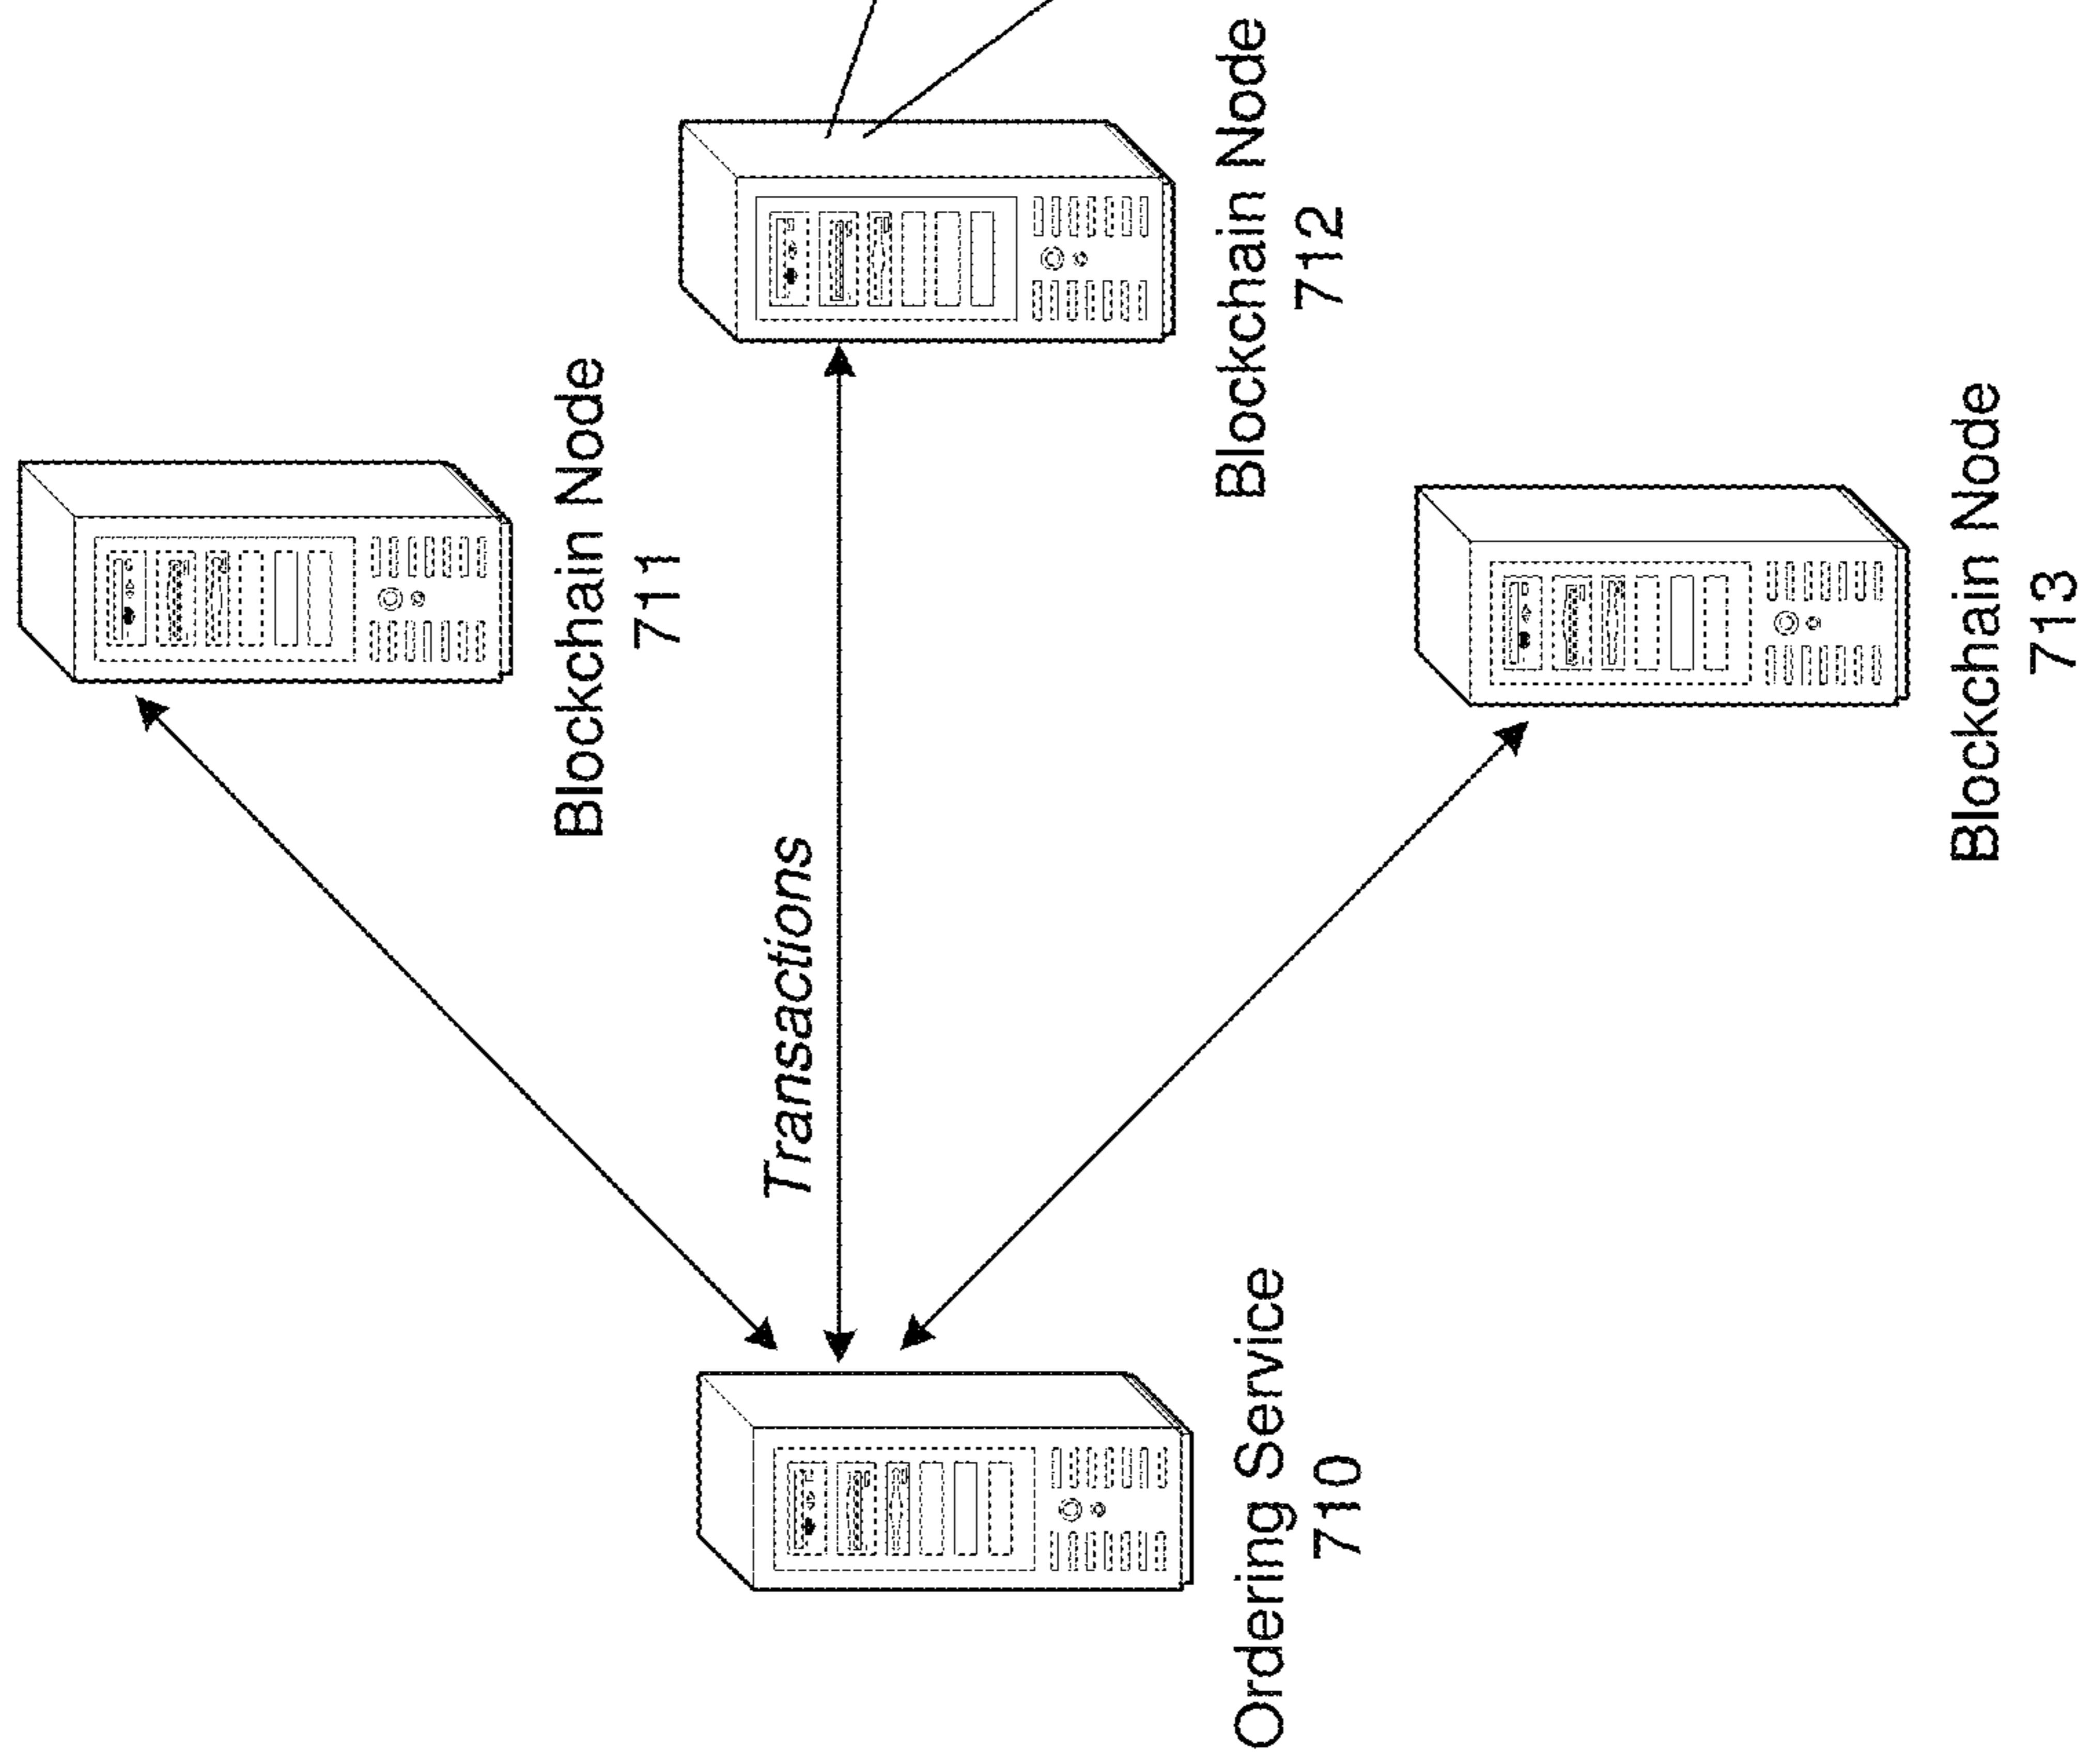 Blockchain Node
711
Transactions
Ordering Service
710
Blockchain Node
712
Blockchain Node
713